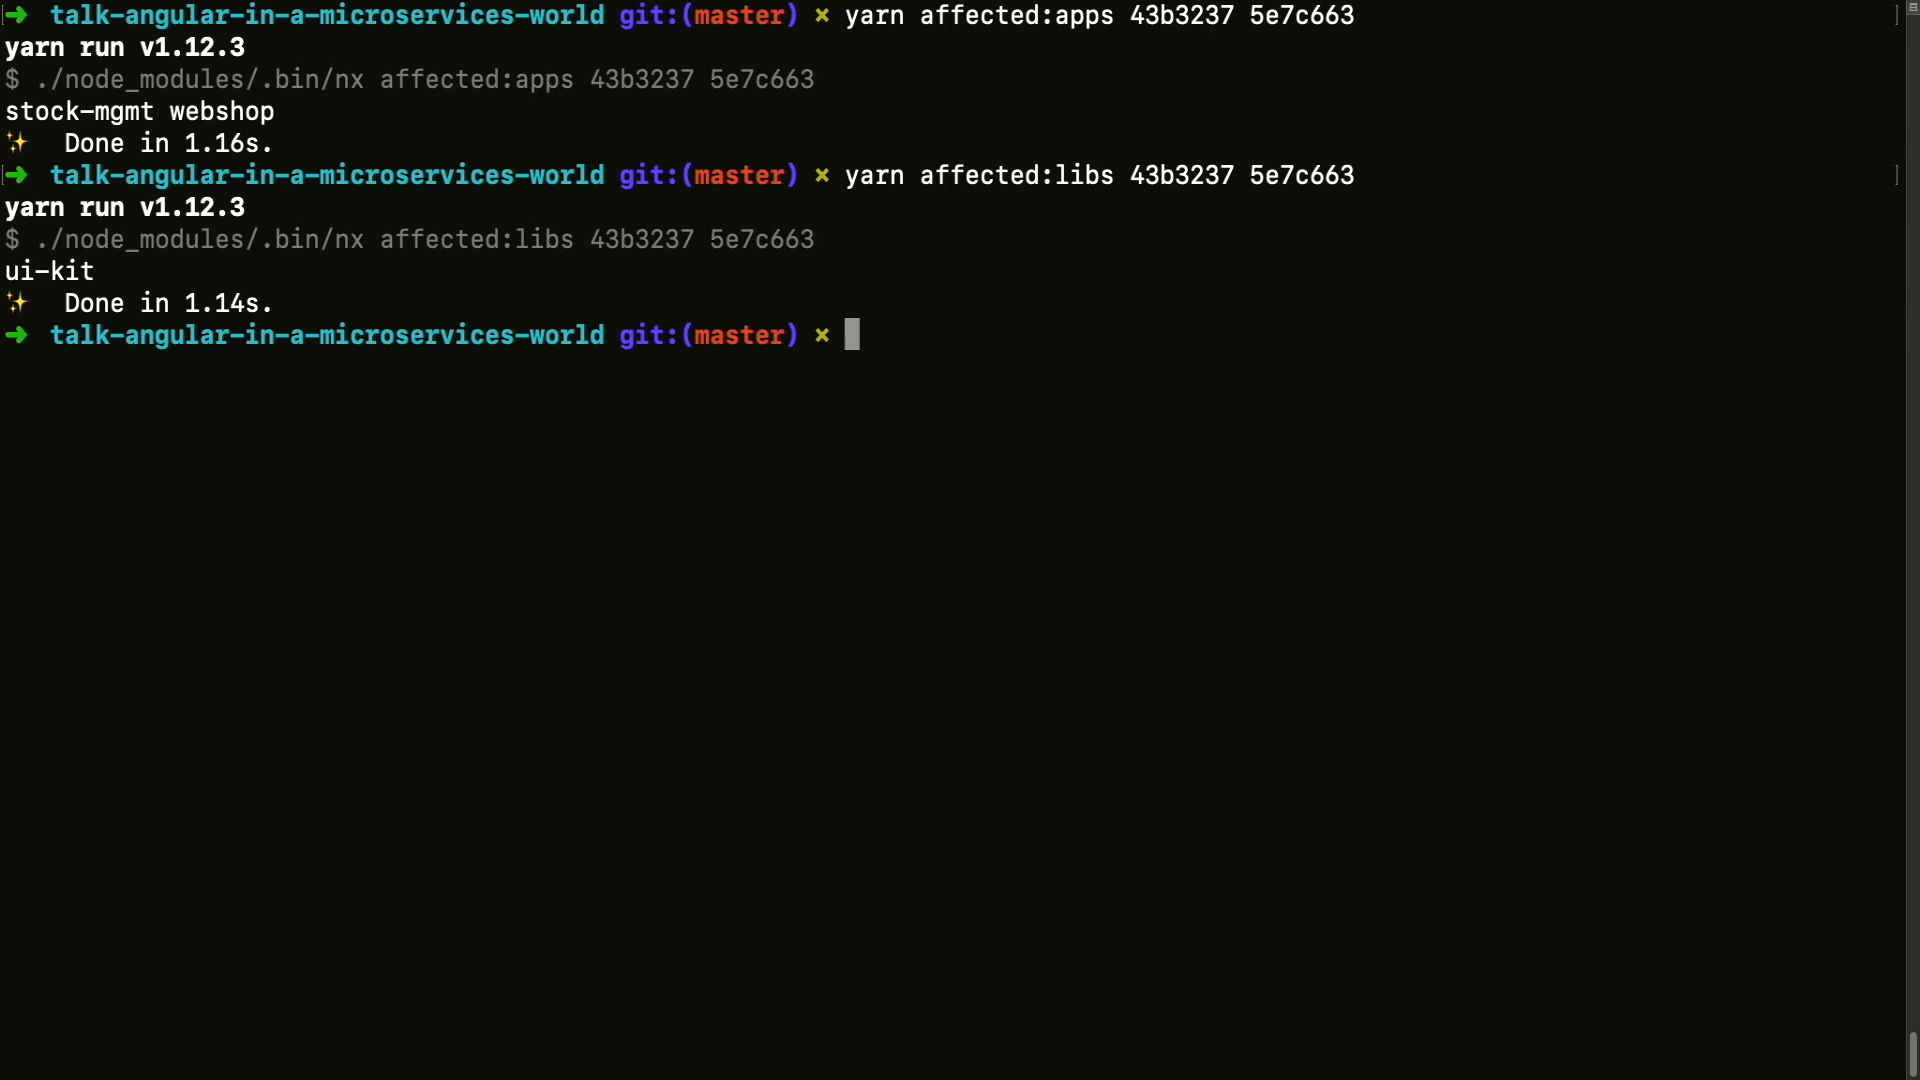 ➜ talk-angular-in-a-microservices-world git:(master) × yarn affected:apps 43b3237 5e7c663
yarn run v1.12.3
$ ./node_modules/.bin/nx affected:apps 43b3237 5e7c663
stock-mgmt webshop
✨ Done in 1.16s.
➜ talk-angular-in-a-microservices-world git:(master) × yarn affected:libs 43b3237 5e7c663
yarn run v1.12.3
$ ./node_modules/.bin/nx affected:libs 43b3237 5e7c663
ui-kit
✨ Done in 1.14s.
➜ talk-angular-in-a-microservices-world git:(master) ×